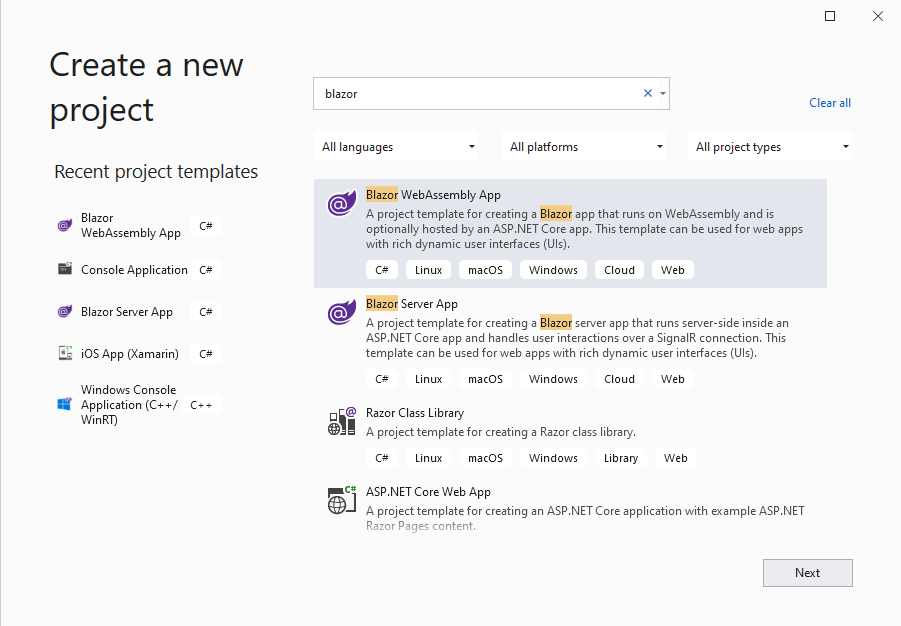 Create a new
project
Recent project templates
Blazor
WebAssembly App
C#
Console Application
C#
Blazor Server App
C#
iOS App (Xamarin)
C#
Windows Console
Application (C++/
WinRT)
C++
blazor
Clear all
All languages
All platforms
All project types
Blazor WebAssembly App
A project template for creating a Blazor app that runs on WebAssembly and is
optionally hosted by an ASP.NET Core app. This template can be used for web apps
with rich dynamic user interfaces (UIs).
C# Linux macOS Windows Cloud Web
Blazor Server App
A project template for creating a Blazor server app that runs server-side inside an
ASP.NET Core app and handles user interactions over a SignalR connection. This
template can be used for web apps with rich dynamic user interfaces (UIs).
C# Linux macOS Windows Cloud Web
Razor Class Library
A project template for creating a Razor class library.
C# Linux macOS Windows Library Web
ASP.NET Core Web App
A project template for creating an ASP.NET Core application with example ASP.NET
Razor Pages content.
Next